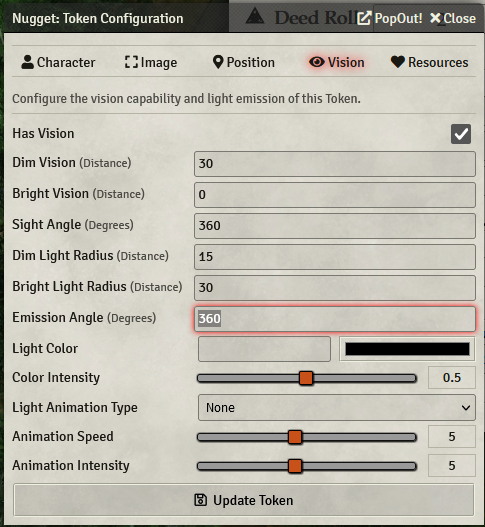 Nugget: Token Configuration
Deed Roll
PopOut!
Close
Character
Image
Position
Vision
Resources
Configure the vision capability and light emission of this Token.
Has Vision
Dim Vision (Distance) 30
Bright Vision (Distance) 0
Sight Angle (Degrees) 360
Dim Light Radius (Distance) 15
Bright Light Radius (Distance) 30
Emission Angle (Degrees) 360
Light Color
Color Intensity 0.5
Light Animation Type None
Animation Speed 5
Animation Intensity 5
Update Token